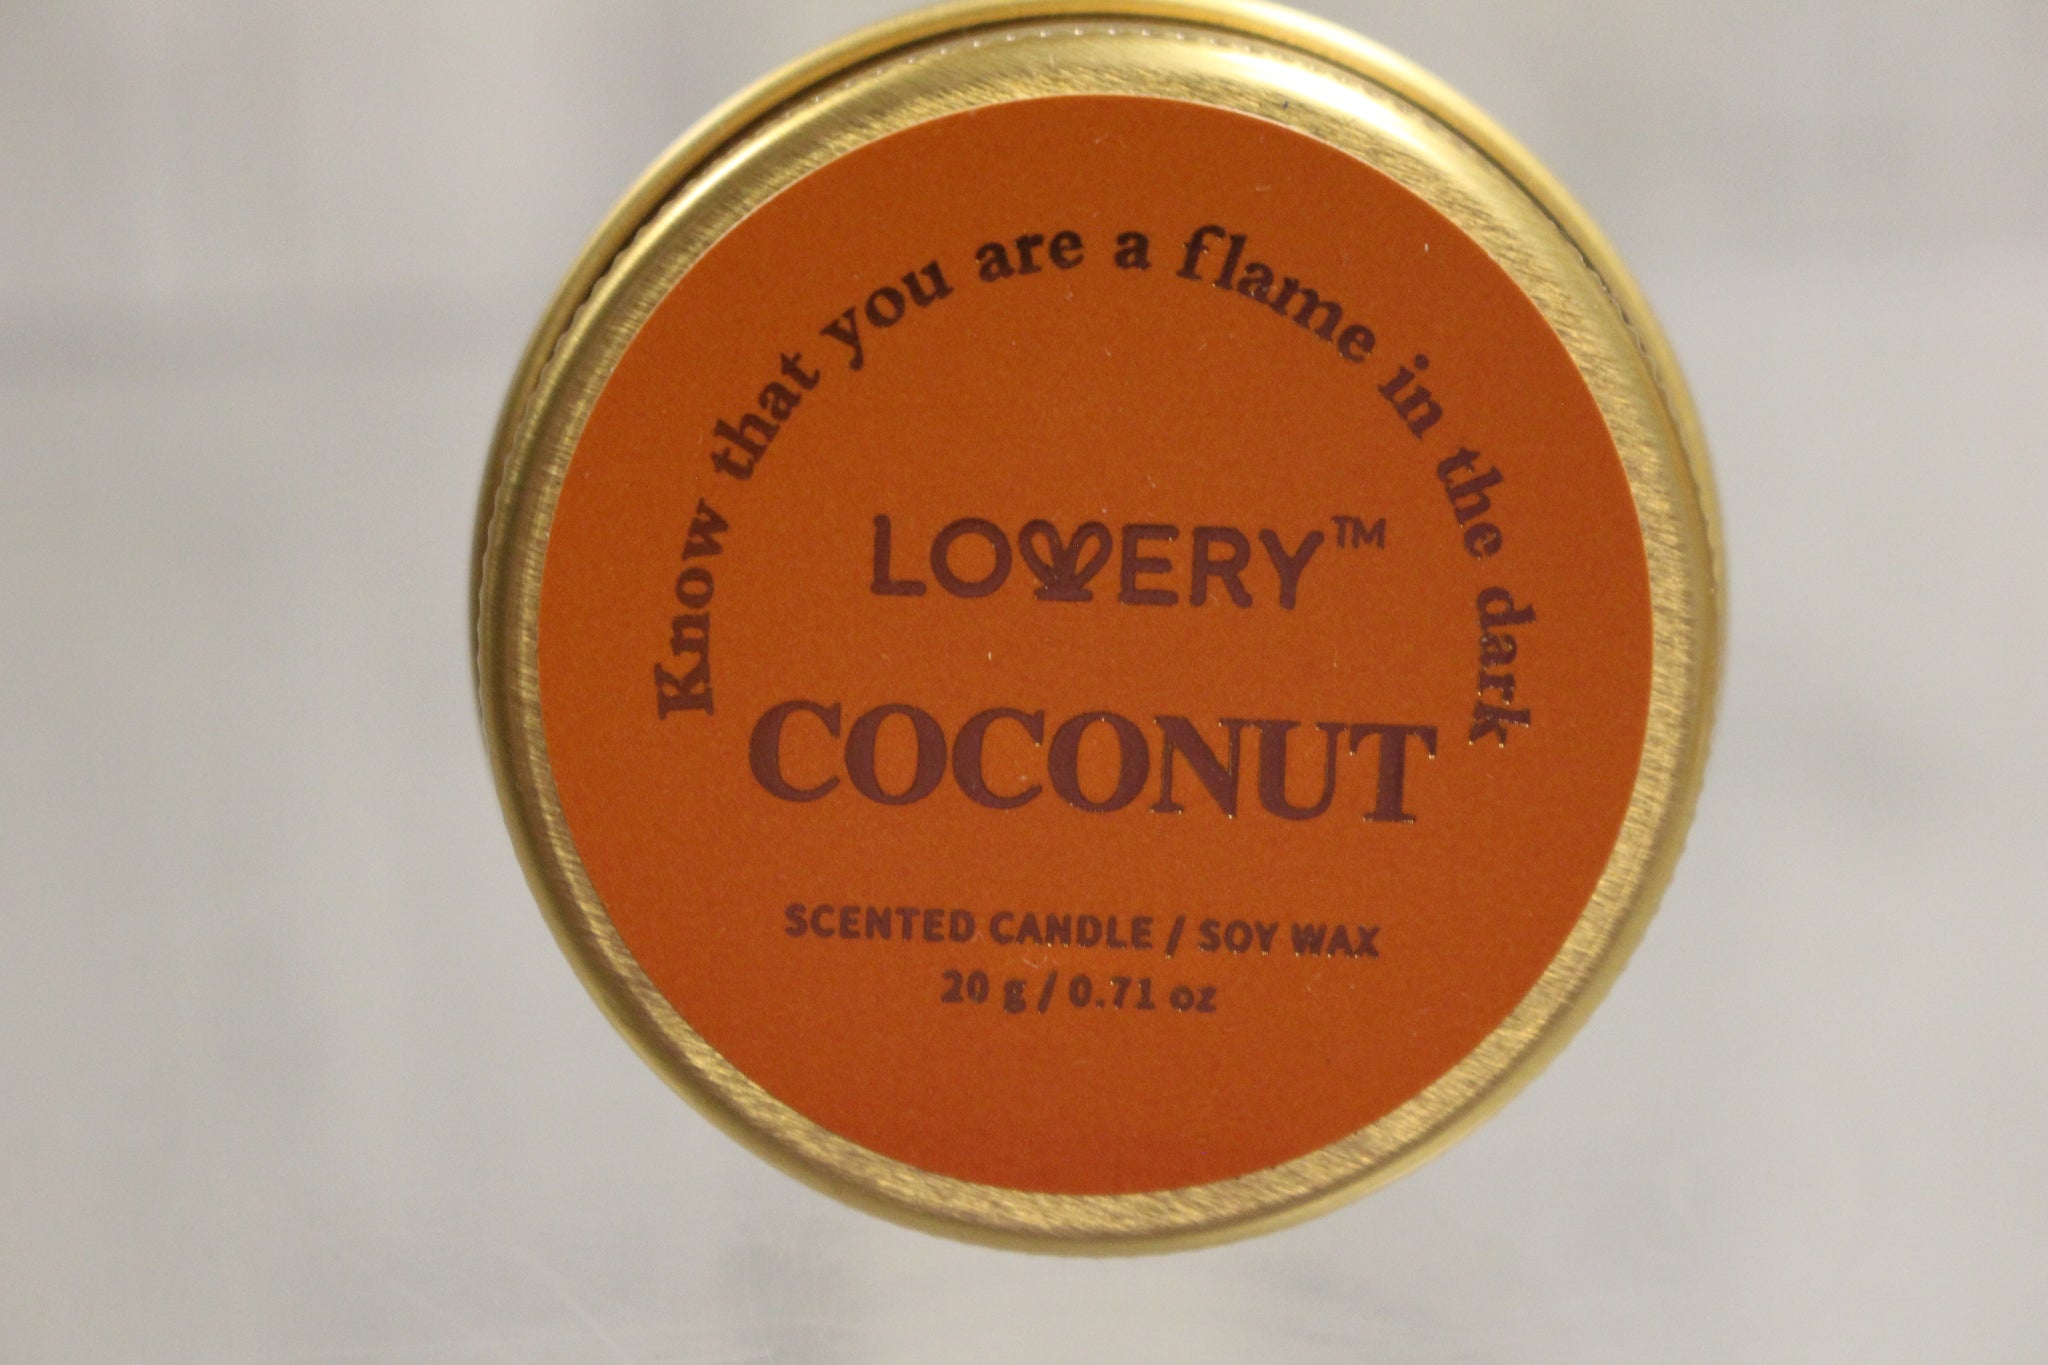 Know that you are a flame in the dark
LOVERY™
COCONUT
SCENTED CANDLE / SOY WAX
20 g / 0.71 oz